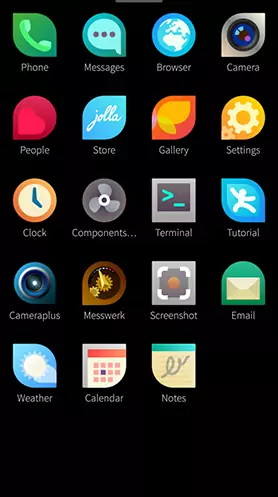 Phone Messages Browser Camera
jolla
People Store Gallery Settings
>_
Clock Components... Terminal Tutorial
Cameraplus Messwerk Screenshot Email
Weather Calendar Notes